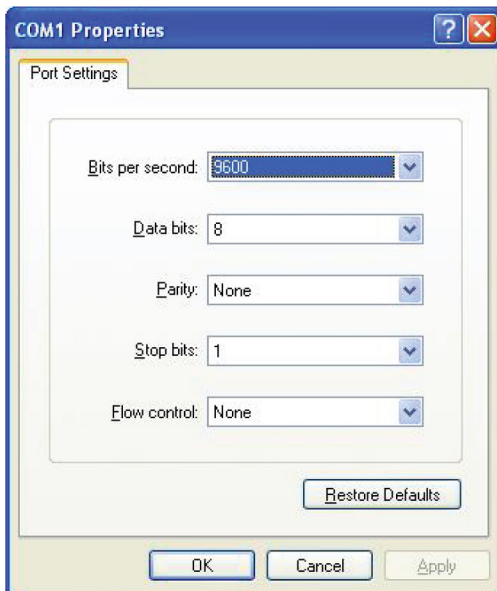 COM1 Properties
Port Settings
Bits per second: 9600
Data bits: 8
Parity: None
Stop bits: 1
Flow control: None
Restore Defaults
OK Cancel Apply